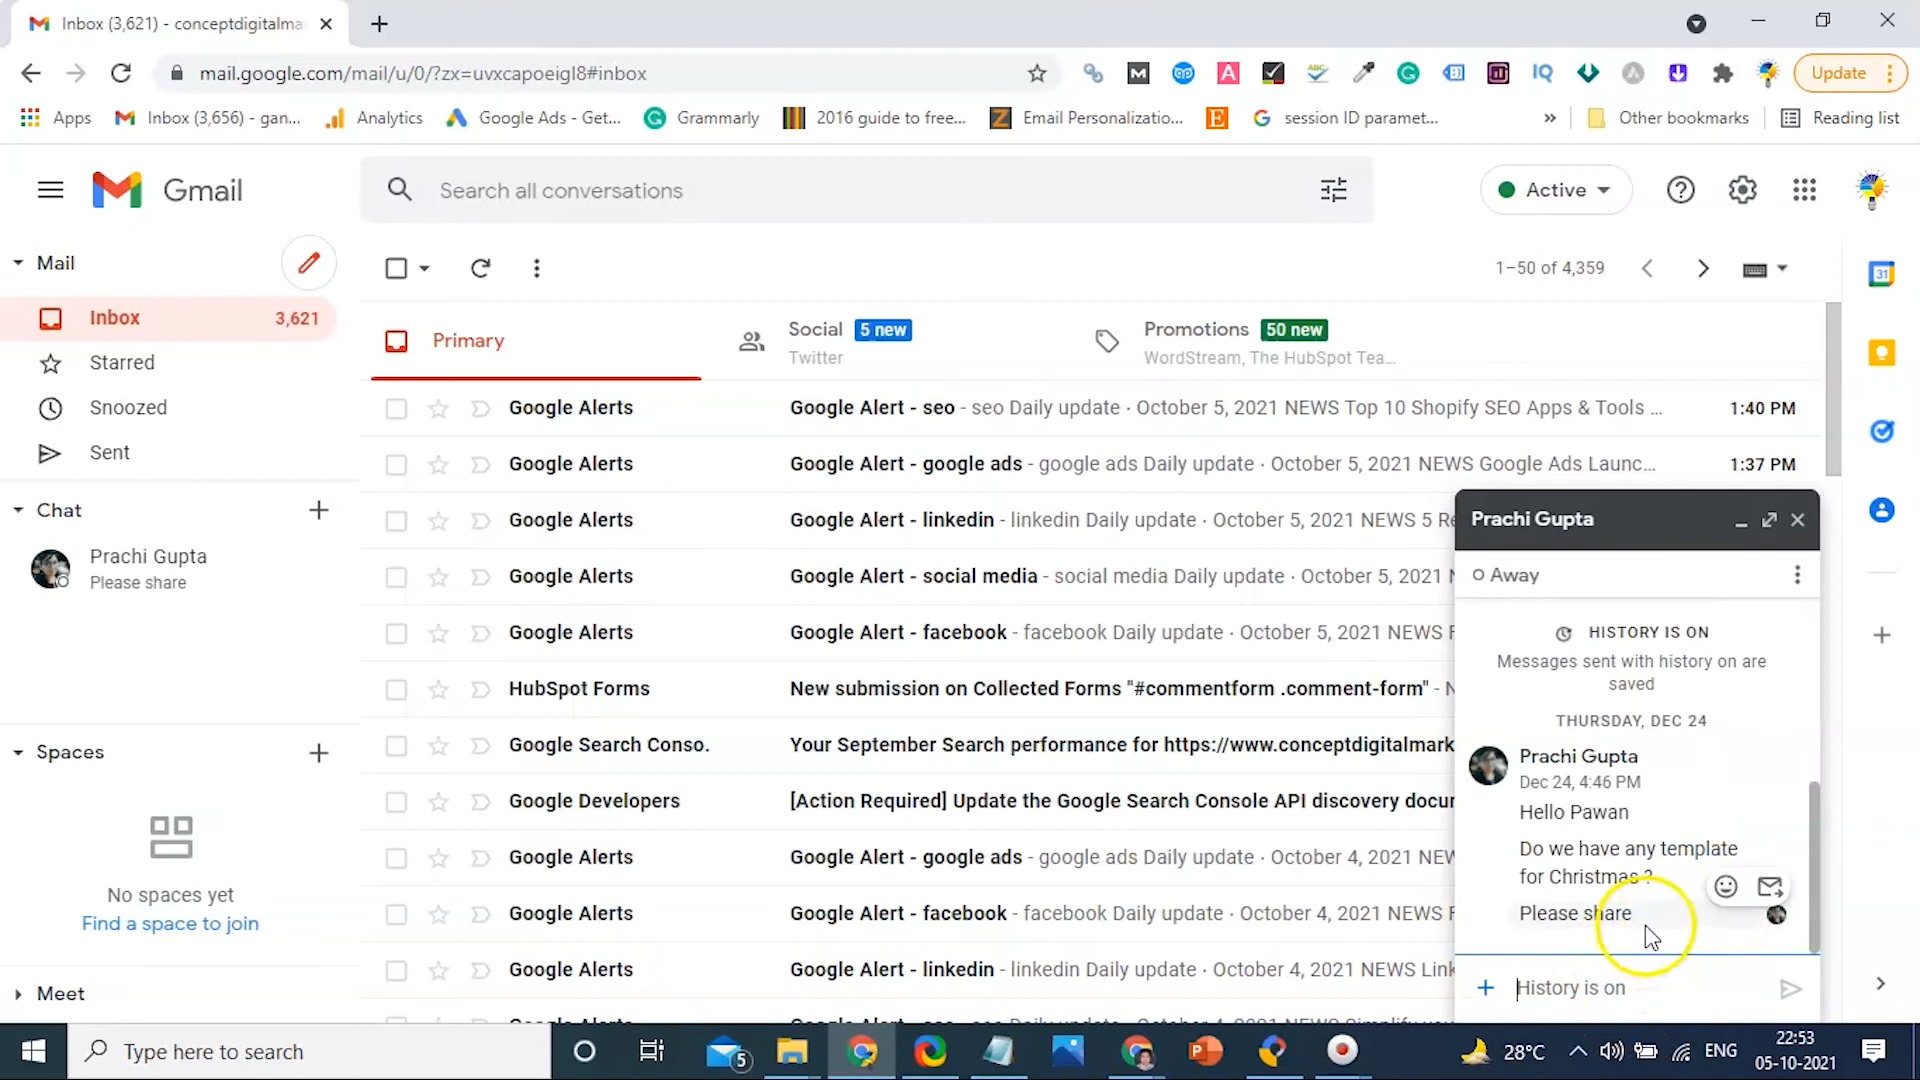 Inbox (3,621) - conceptdigitalma
mail.google.com/mail/u/0/?zx=uvxcapoeigl8#inbox
Update
Apps
Inbox (3,656) - gan...
Analytics
Google Ads - Get...
Grammarly
2016 guide to free...
Email Personalizatio...
session ID paramet...
»
Other bookmarks
Reading list
Gmail
Search all conversations
Active
Mail
Inbox 3,621
Starred
Snoozed
Sent
Chat
Prachi Gupta
Please share
Spaces
No spaces yet
Find a space to join
Meet
1–50 of 4,359
Primary
Social 5 new
Twitter
Promotions 50 new
WordStream, The HubSpot Tea...
Google Alerts Google Alert - seo - seo Daily update · October 5, 2021 NEWS Top 10 Shopify SEO Apps & Tools ... 1:40 PM
Google Alerts Google Alert - google ads - google ads Daily update · October 5, 2021 NEWS Google Ads Launc... 1:37 PM
Google Alerts Google Alert - linkedin - linkedin Daily update · October 5, 2021 NEWS 5
Google Alerts Google Alert - social media - social media Daily update · October 5, 2021
Google Alerts Google Alert - facebook - facebook Daily update · October 5, 2021 NEWS
HubSpot Forms New submission on Collected Forms "#commentform .comment-form" -
Google Search Conso. Your September Search performance for https://www.conceptdigitalmark
Google Developers [Action Required] Update the Google Search Console API discovery docu
Google Alerts Google Alert - google ads - google ads Daily update · October 4, 2021
Google Alerts Google Alert - facebook - facebook Daily update · October 4, 2021 NEWS
Google Alerts Google Alert - linkedin - linkedin Daily update · October 4, 2021 NEWS Link
Prachi Gupta
Away
HISTORY IS ON
Messages sent with history on are
saved
THURSDAY, DEC 24
Prachi Gupta
Dec 24, 4:46 PM
Hello Pawan
Do we have any template
for Christmas ?
Please share
History is on
Type here to search
5
28°C
ENG
22:53
05-10-2021